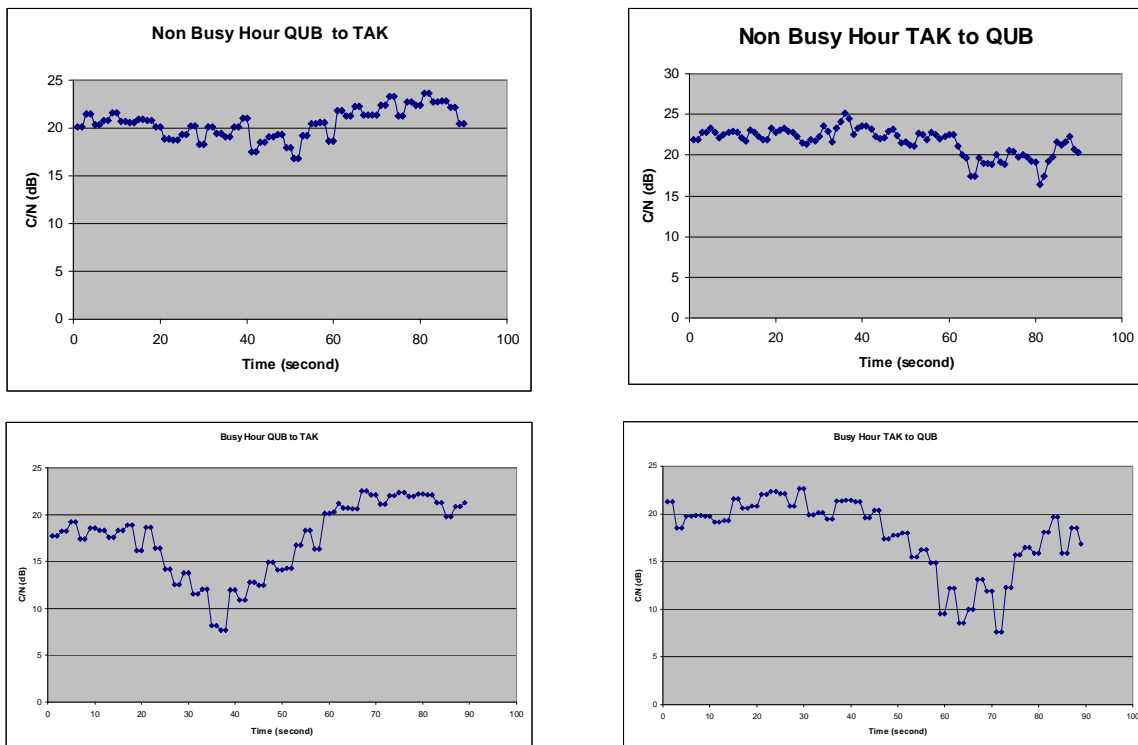 Non Busy Hour QUB to TAK
25
20
15
10
5
0
C/N (dB)
0 20 40 60 80 100
Time (second)
Non Busy Hour TAK to QUB
30
25
20
15
10
5
0
C/N (dB)
0 20 40 60 80 100
Time (second)
Busy Hour QUB to TAK
25
20
15
10
5
0
C/N (dB)
0 10 20 30 40 50 60 70 80 90 100
Time (second)
Busy Hour TAK to QUB
25
20
15
10
5
0
C/N (dB)
0 10 20 30 40 50 60 70 80 90 100
Time (second)